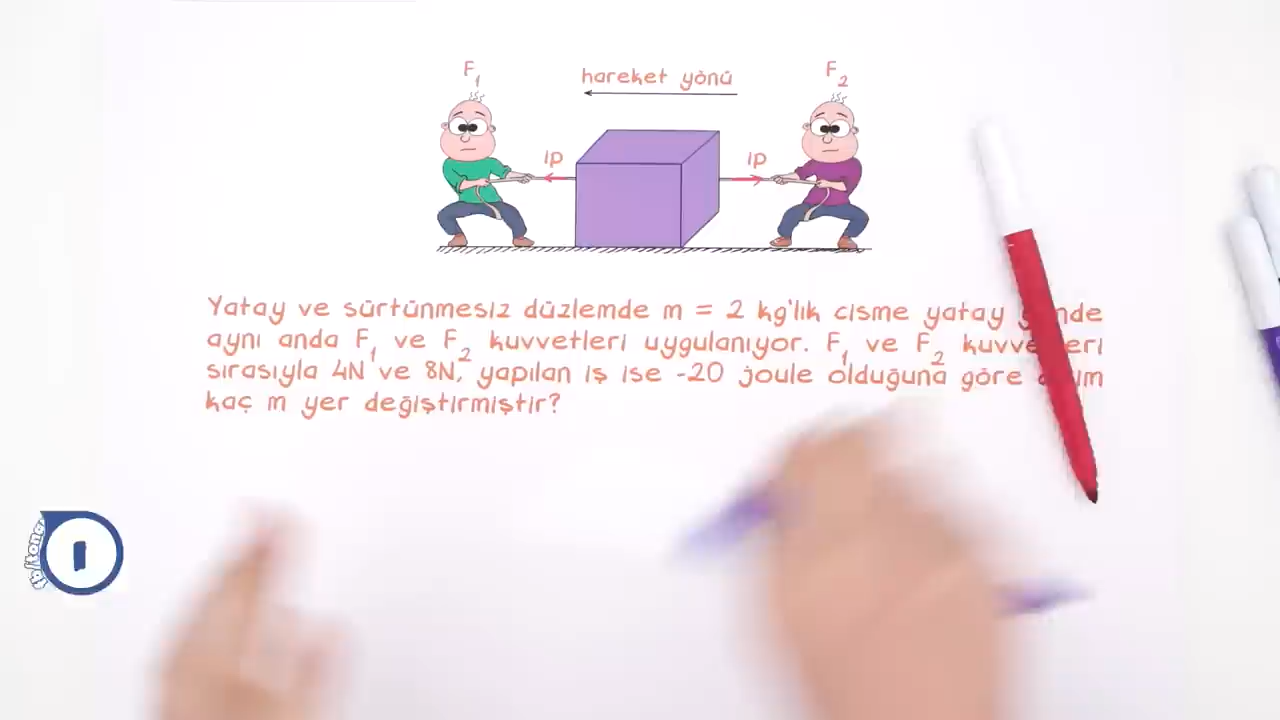 F1
hareket yönü
F2
ip
ip
Yatay ve sürtünmesiz düzlemde m = 2 kg'lık cisme yatay
aynı anda F1 ve F2 kuvvetleri uygulanıyor. F1 ve F2
sırasıyla 4N ve 8N, yapılan iş ise -20 joule olduğuna göre
kaç m yer değiştirmiştir?
1